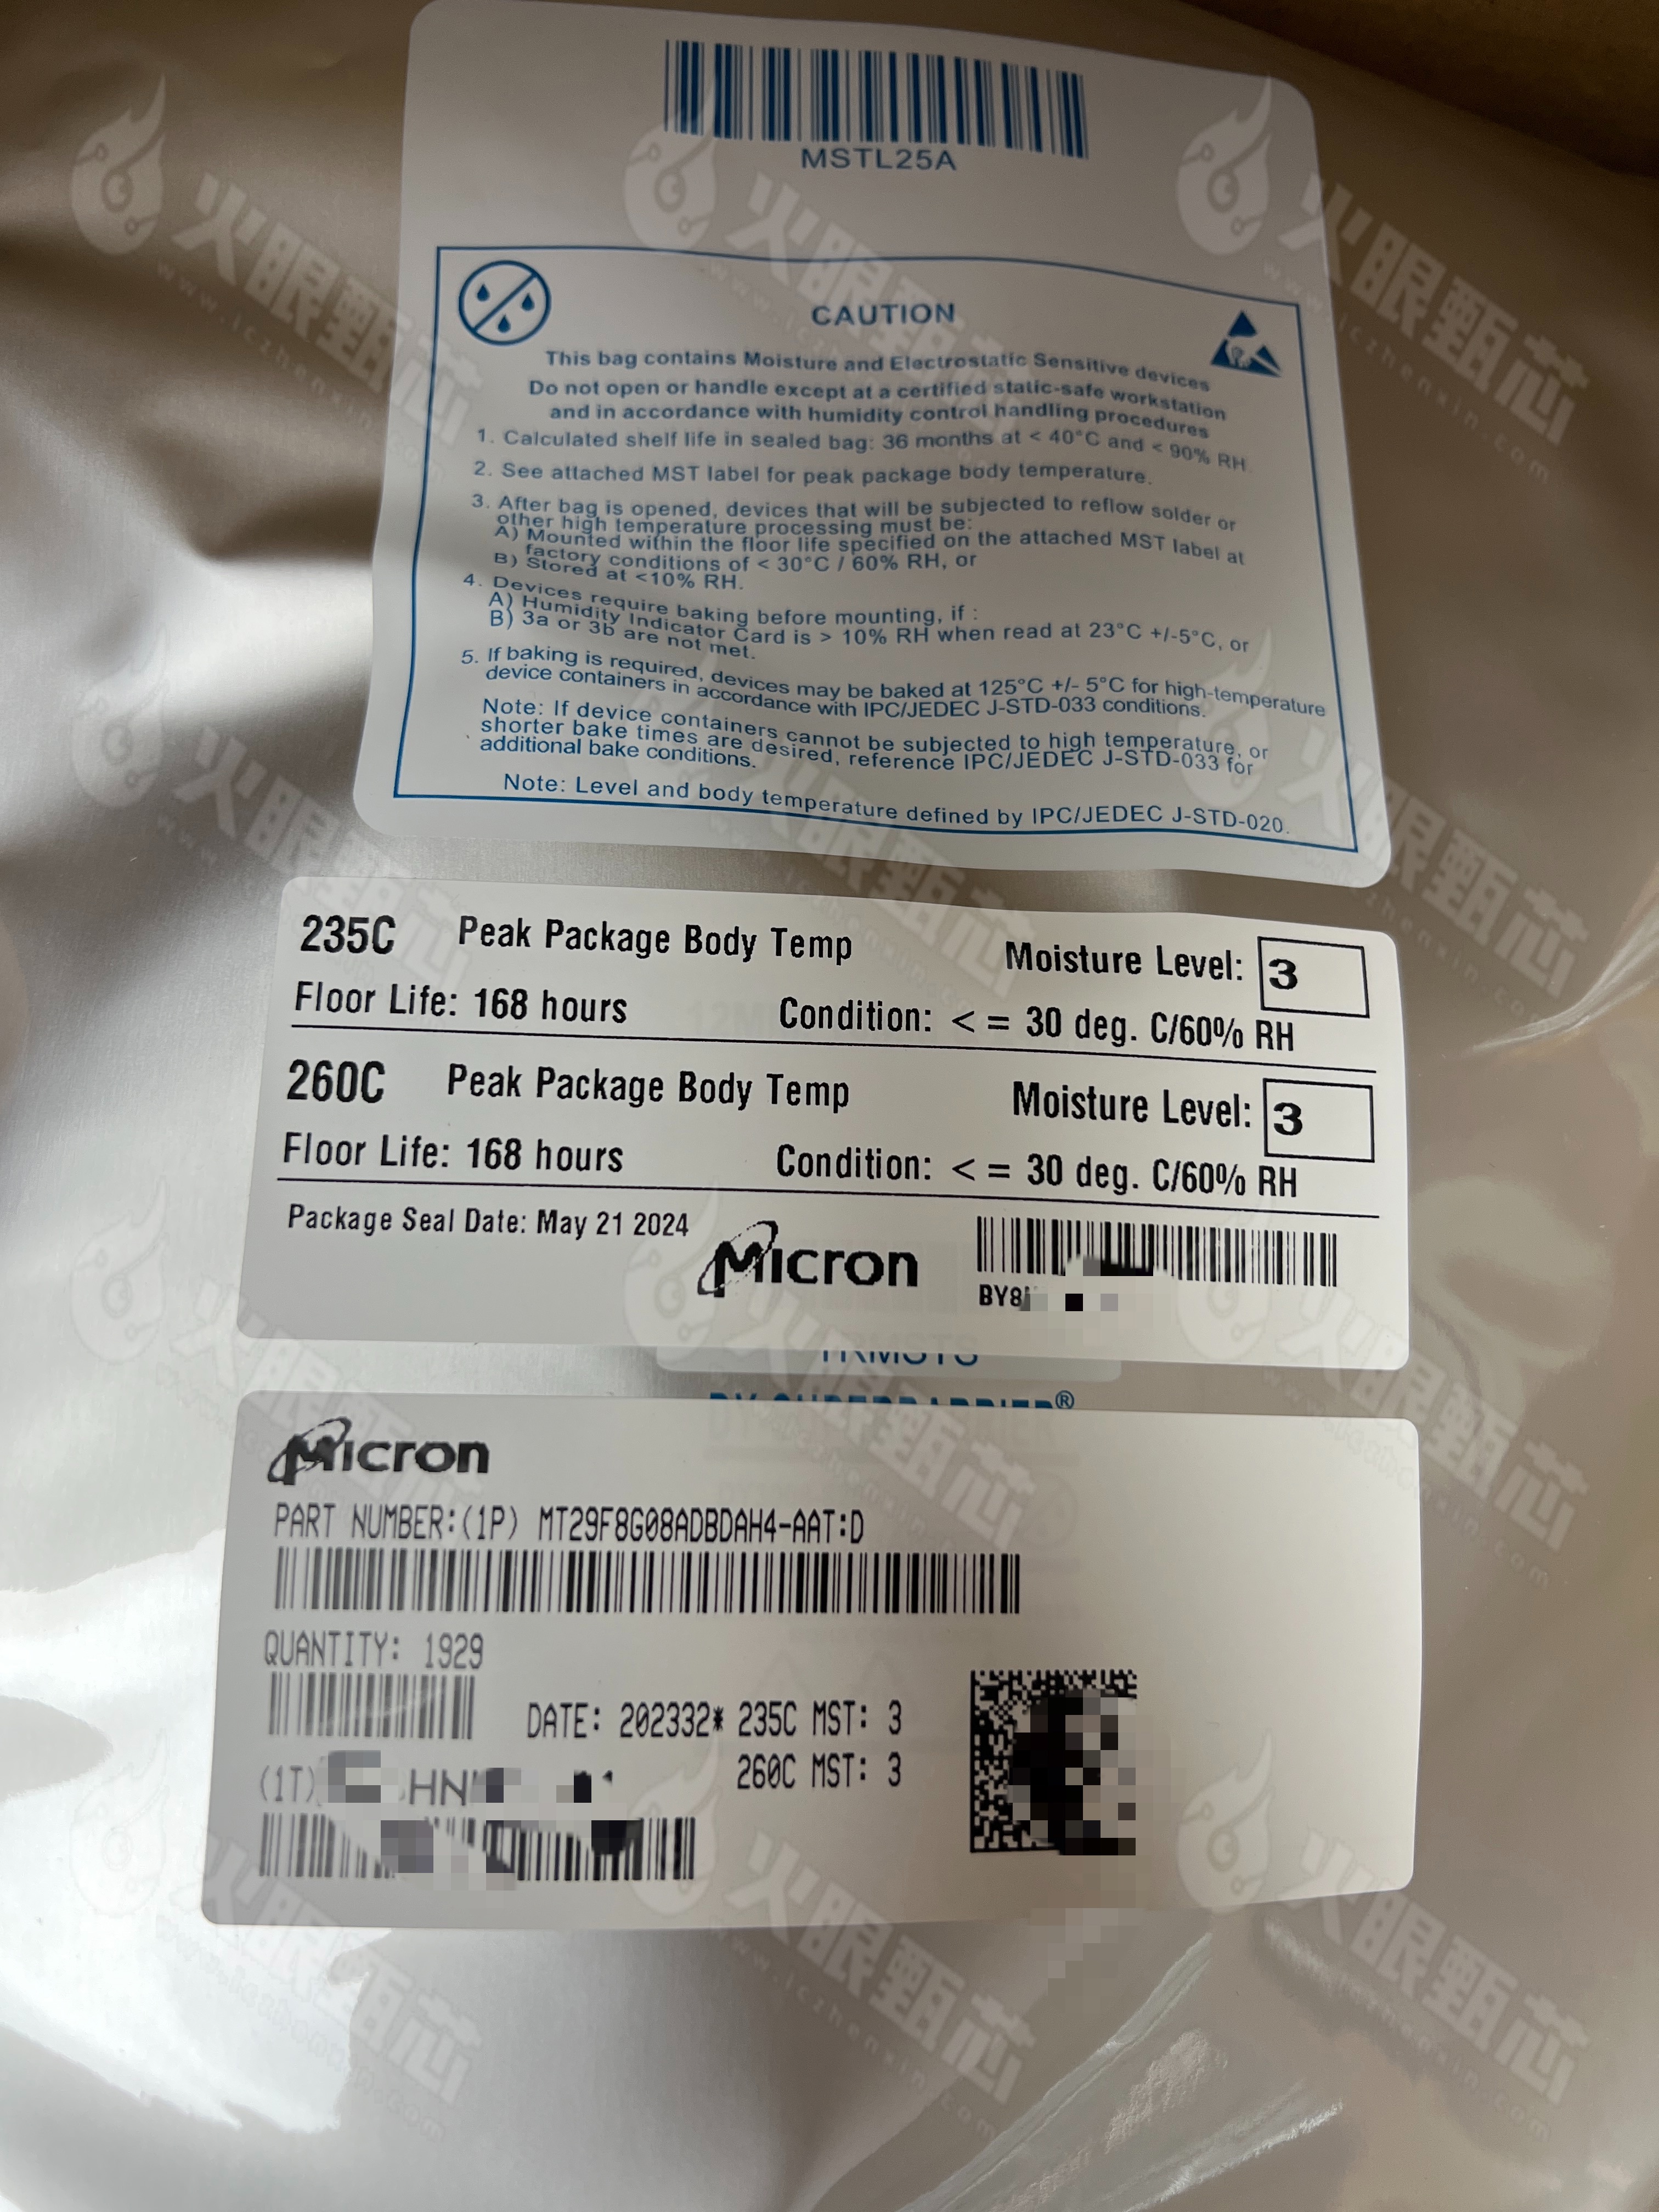 MSTL25A
CAUTION
This bag contains Moisture and Electrostatic Sensitive devices
Do not open or handle except at a certified static-safe workstation
and in accordance with humidity control handling procedures
1. Calculated shelf life in sealed bag: 36 months at < 40°C and < 90% RH
2. See attached MST label for peak package body temperature.
3. After bag is opened, devices that will be subjected to reflow solder or
other high temperature processing must be:
A) Mounted within the floor life specified on the attached MST label at
factory conditions of < 30°C / 60% RH, or
B) Stored at <10% RH.
4. Devices require baking before mounting, if :
A) Humidity Indicator Card is > 10% RH when read at 23°C +/-5°C, or
B) 3a or 3b are not met.
5. If baking is required, devices may be baked at 125°C +/- 5°C for high-temperature
device containers in accordance with IPC/JEDEC J-STD-033 conditions.
Note: If device containers cannot be subjected to high temperature, or
shorter bake times are desired, reference IPC/JEDEC J-STD-033 for
additional bake conditions.
Note: Level and body temperature defined by IPC/JEDEC J-STD-020.
235C Peak Package Body Temp Moisture Level: 3
Floor Life: 168 hours Condition: < = 30 deg. C/60% RH
260C Peak Package Body Temp Moisture Level: 3
Floor Life: 168 hours Condition: < = 30 deg. C/60% RH
Package Seal Date: May 21 2024 Micron
BY8
Micron
PART NUMBER:(1P) MT29F8G08ADBDAH4-AAT:D
QUANTITY: 1929
DATE: 202332* 235C MST: 3
260C MST: 3
(1T) HN
火眼甄芯
www.iczhenxin.com